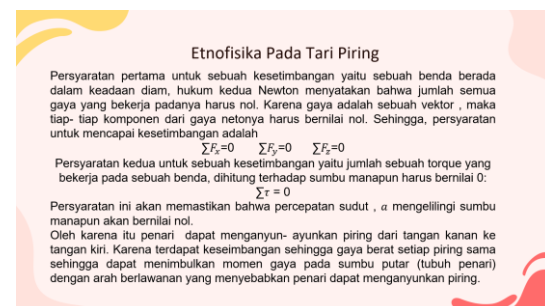 Etnofisika Pada Tari Piring
Persyaratan pertama untuk sebuah kesetimbangan yaitu sebuah benda berada
dalam keadaan diam, hukum kedua Newton menyatakan bahwa jumlah semua
gaya yang bekerja padanya harus nol. Karena gaya adalah sebuah vektor , maka
tiap- tiap komponen dari gaya netonya harus bernilai nol. Sehingga, persyaratan
untuk mencapai kesetimbangan adalah
∑Fₓ=0 ∑Fᵧ=0 ∑F_z=0
Persyaratan kedua untuk sebuah kesetimbangan yaitu jumlah sebuah torque yang
bekerja pada sebuah benda, dihitung terhadap sumbu manapun harus bernilai 0:
∑τ = 0
Persyaratan ini akan memastikan bahwa percepatan sudut , α mengelilingi sumbu
manapun akan bernilai nol.
Oleh karena itu penari dapat menganyun- ayunkan piring dari tangan kanan ke
tangan kiri. Karena terdapat keseimbangan sehingga gaya berat setiap piring sama
sehingga dapat menimbulkan momen gaya pada sumbu putar (tubuh penari)
dengan arah berlawanan yang menyebabkan penari dapat menganyunkan piring.